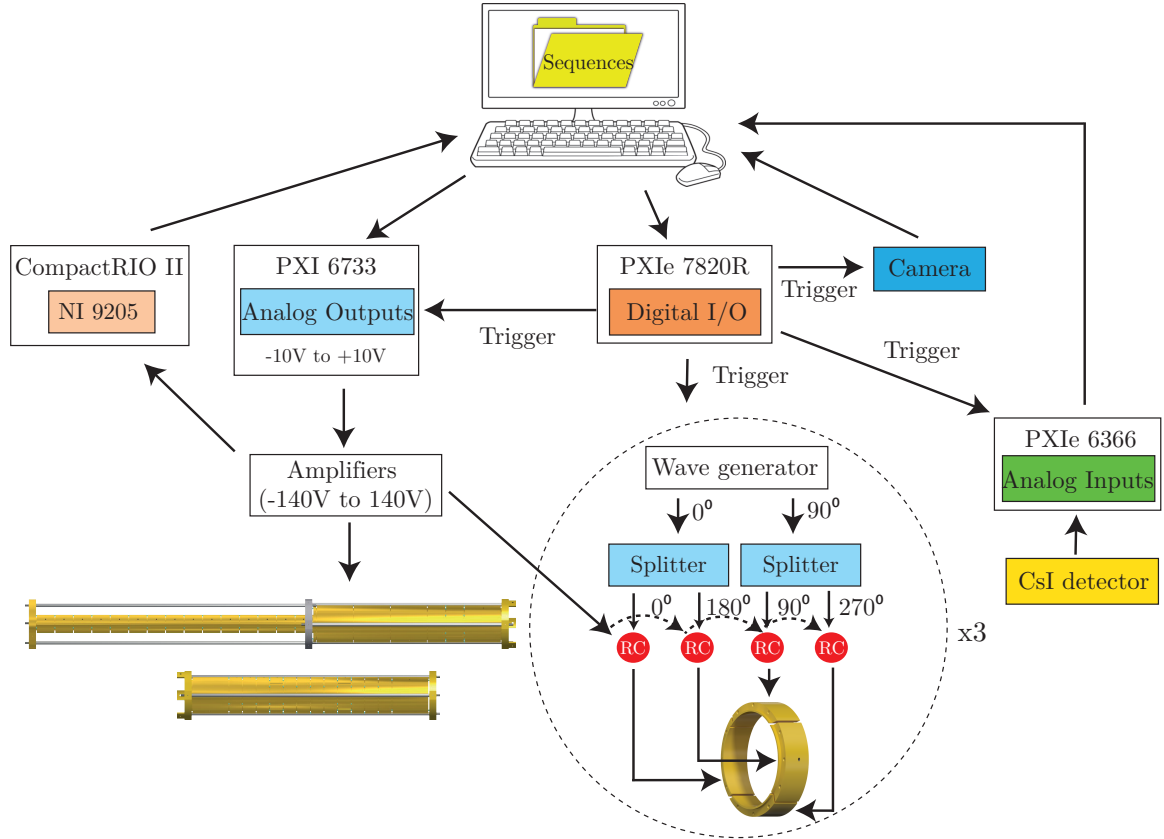 Sequences
CompactRIO II
NI 9205
PXI 6733
Analog Outputs
-10V to +10V
Trigger
PXIe 7820R
Digital I/O
Trigger
Camera
Trigger
Trigger
PXIe 6366
Analog Inputs
CsI detector
Amplifiers
(-140V to 140V)
Wave generator
0⁰ 90⁰
Splitter Splitter
0⁰ 180⁰ 90⁰ 270⁰
RC RC RC RC
x3